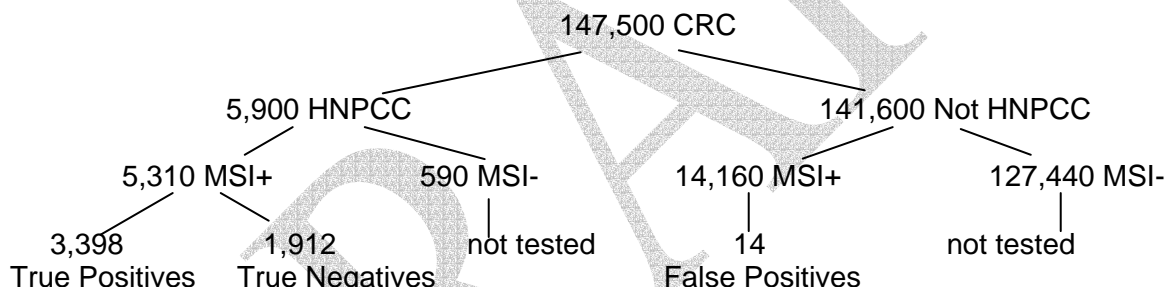 147,500 CRC
5,900 HNPCC 141,600 Not HNPCC
5,310 MSI+ 590 MSI- 14,160 MSI+ 127,440 MSI-
3,398 1,912 not tested 14 not tested
True Positives True Negatives False Positives